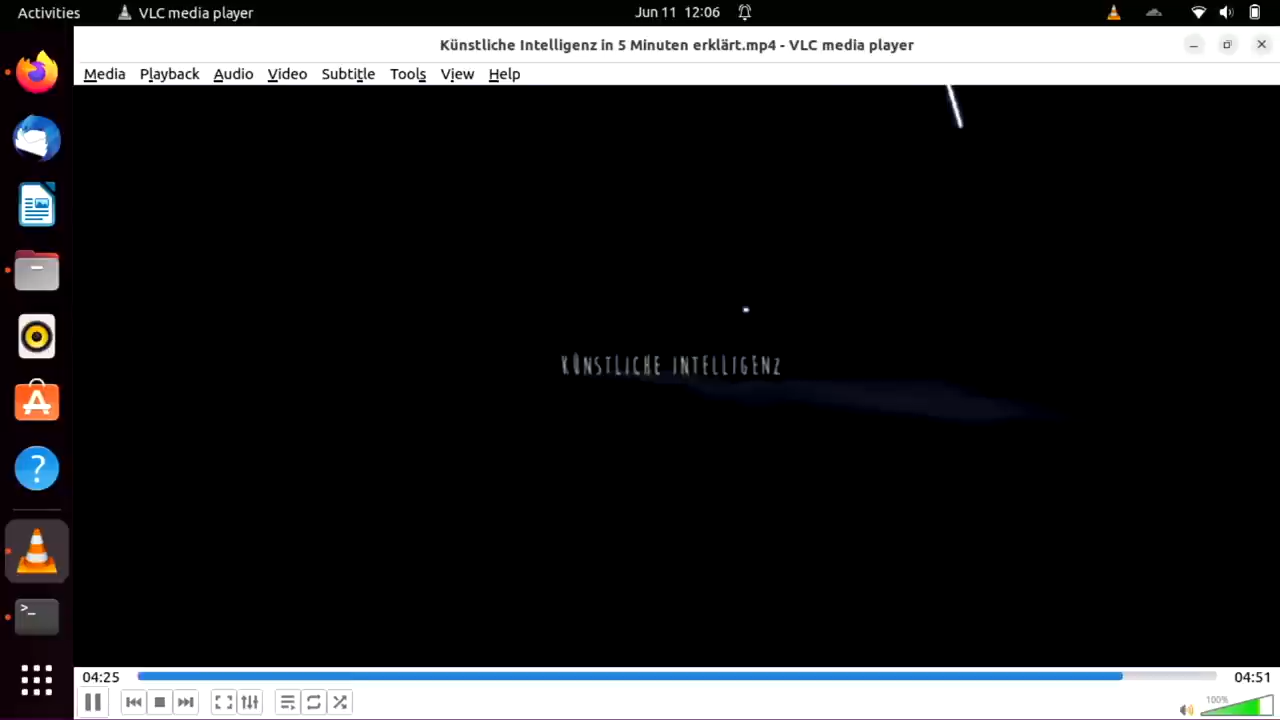 Activities VLC media player Jun 11 12:06
Künstliche Intelligenz in 5 Minuten erklärt.mp4 - VLC media player
Media Playback Audio Video Subtitle Tools View Help
KÜNSTLICHE INTELLIGENZ
04:25 04:51
100%